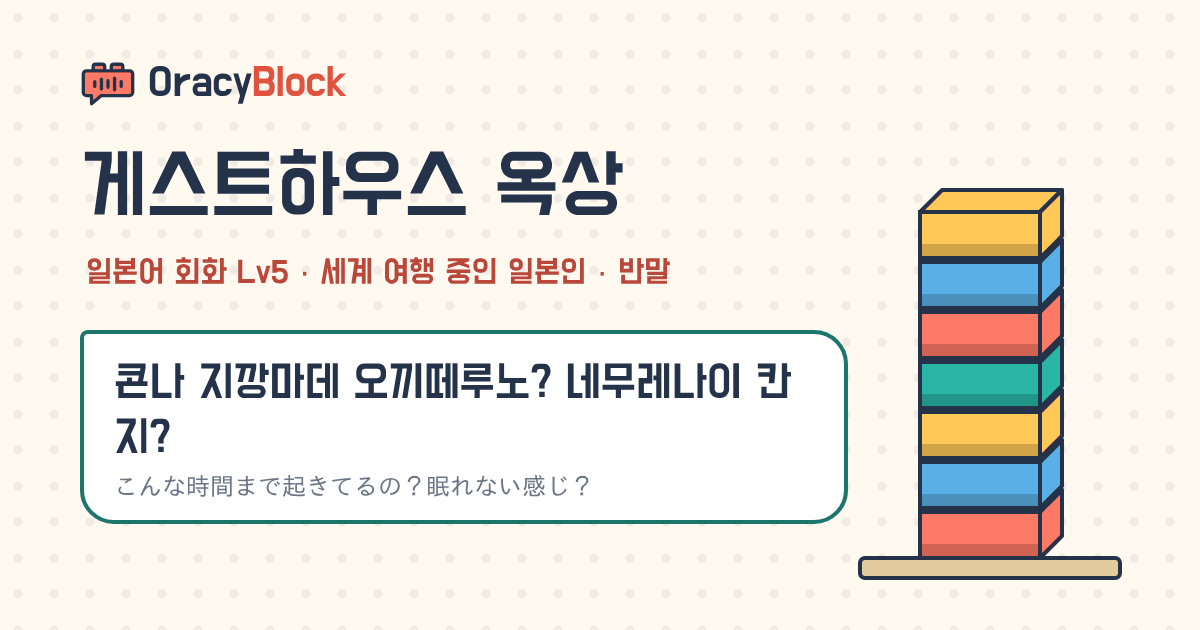 OracyBlock
게스트하우스 옥상
일본어 회화 Lv5 · 세계 여행 중인 일본인 · 반말
콘나 지깡마데 오끼떼루노? 네무레나이 칸
지?
こんな時間まで起きてるの？眠れない感じ？